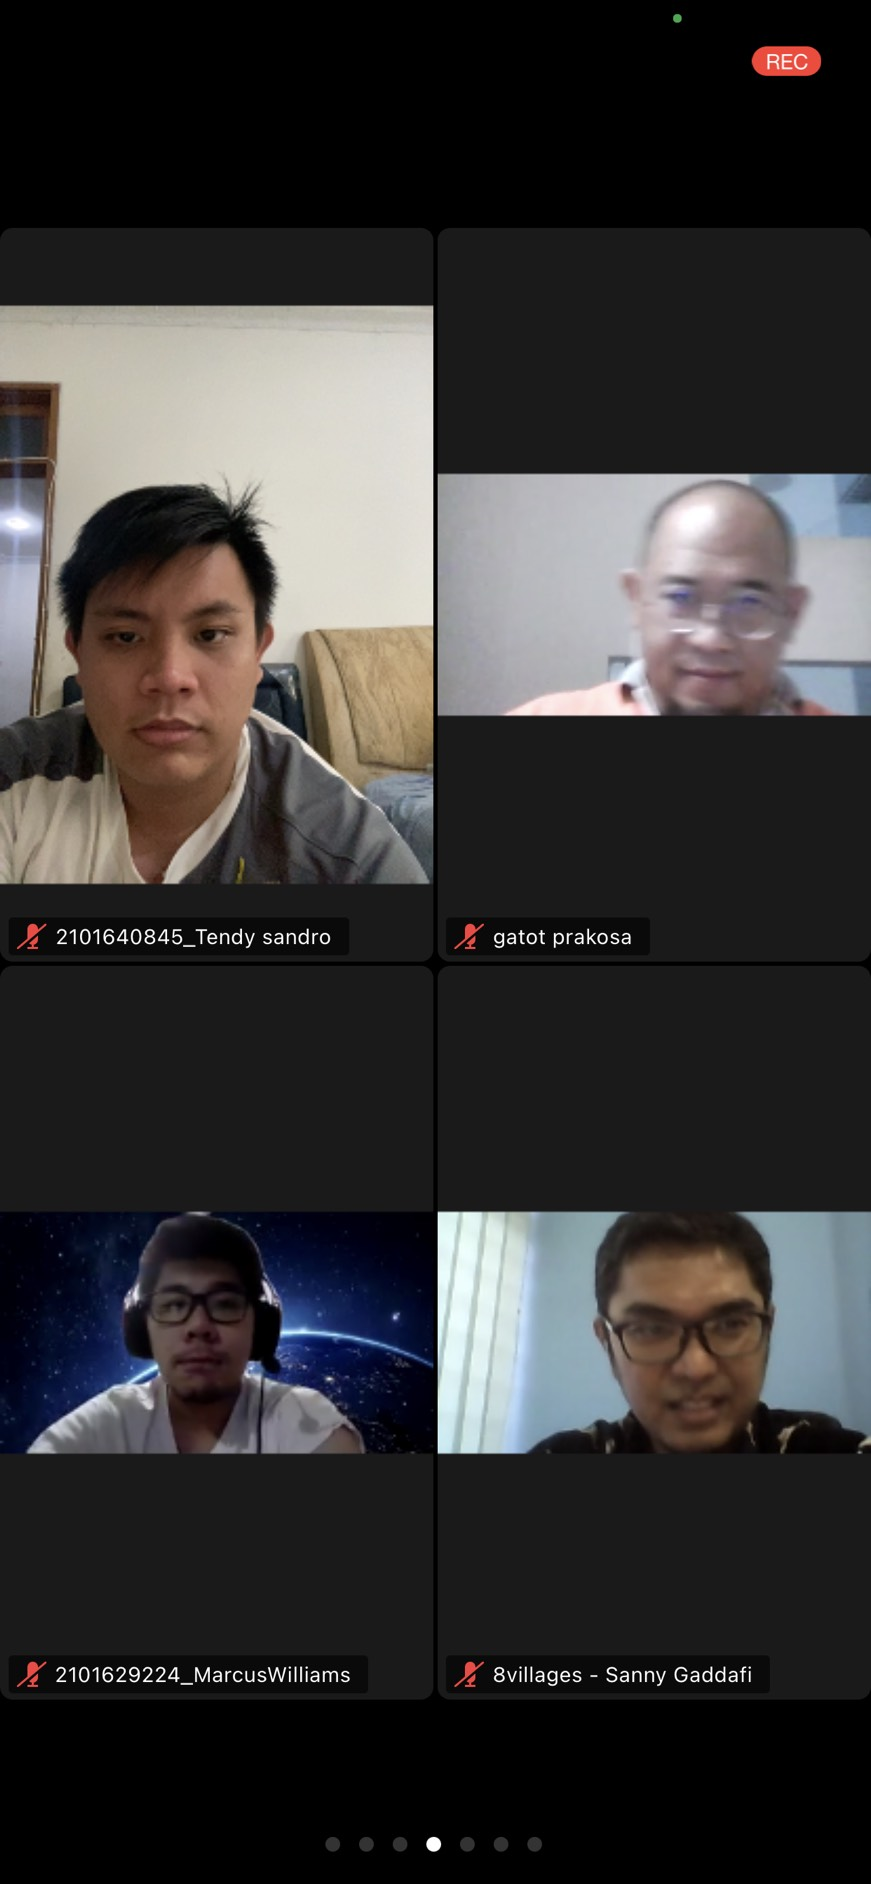 REC
2101640845_Tendy sandro
gatot prakosa
2101629224_MarcusWilliams
8villages - Sanny Gaddafi